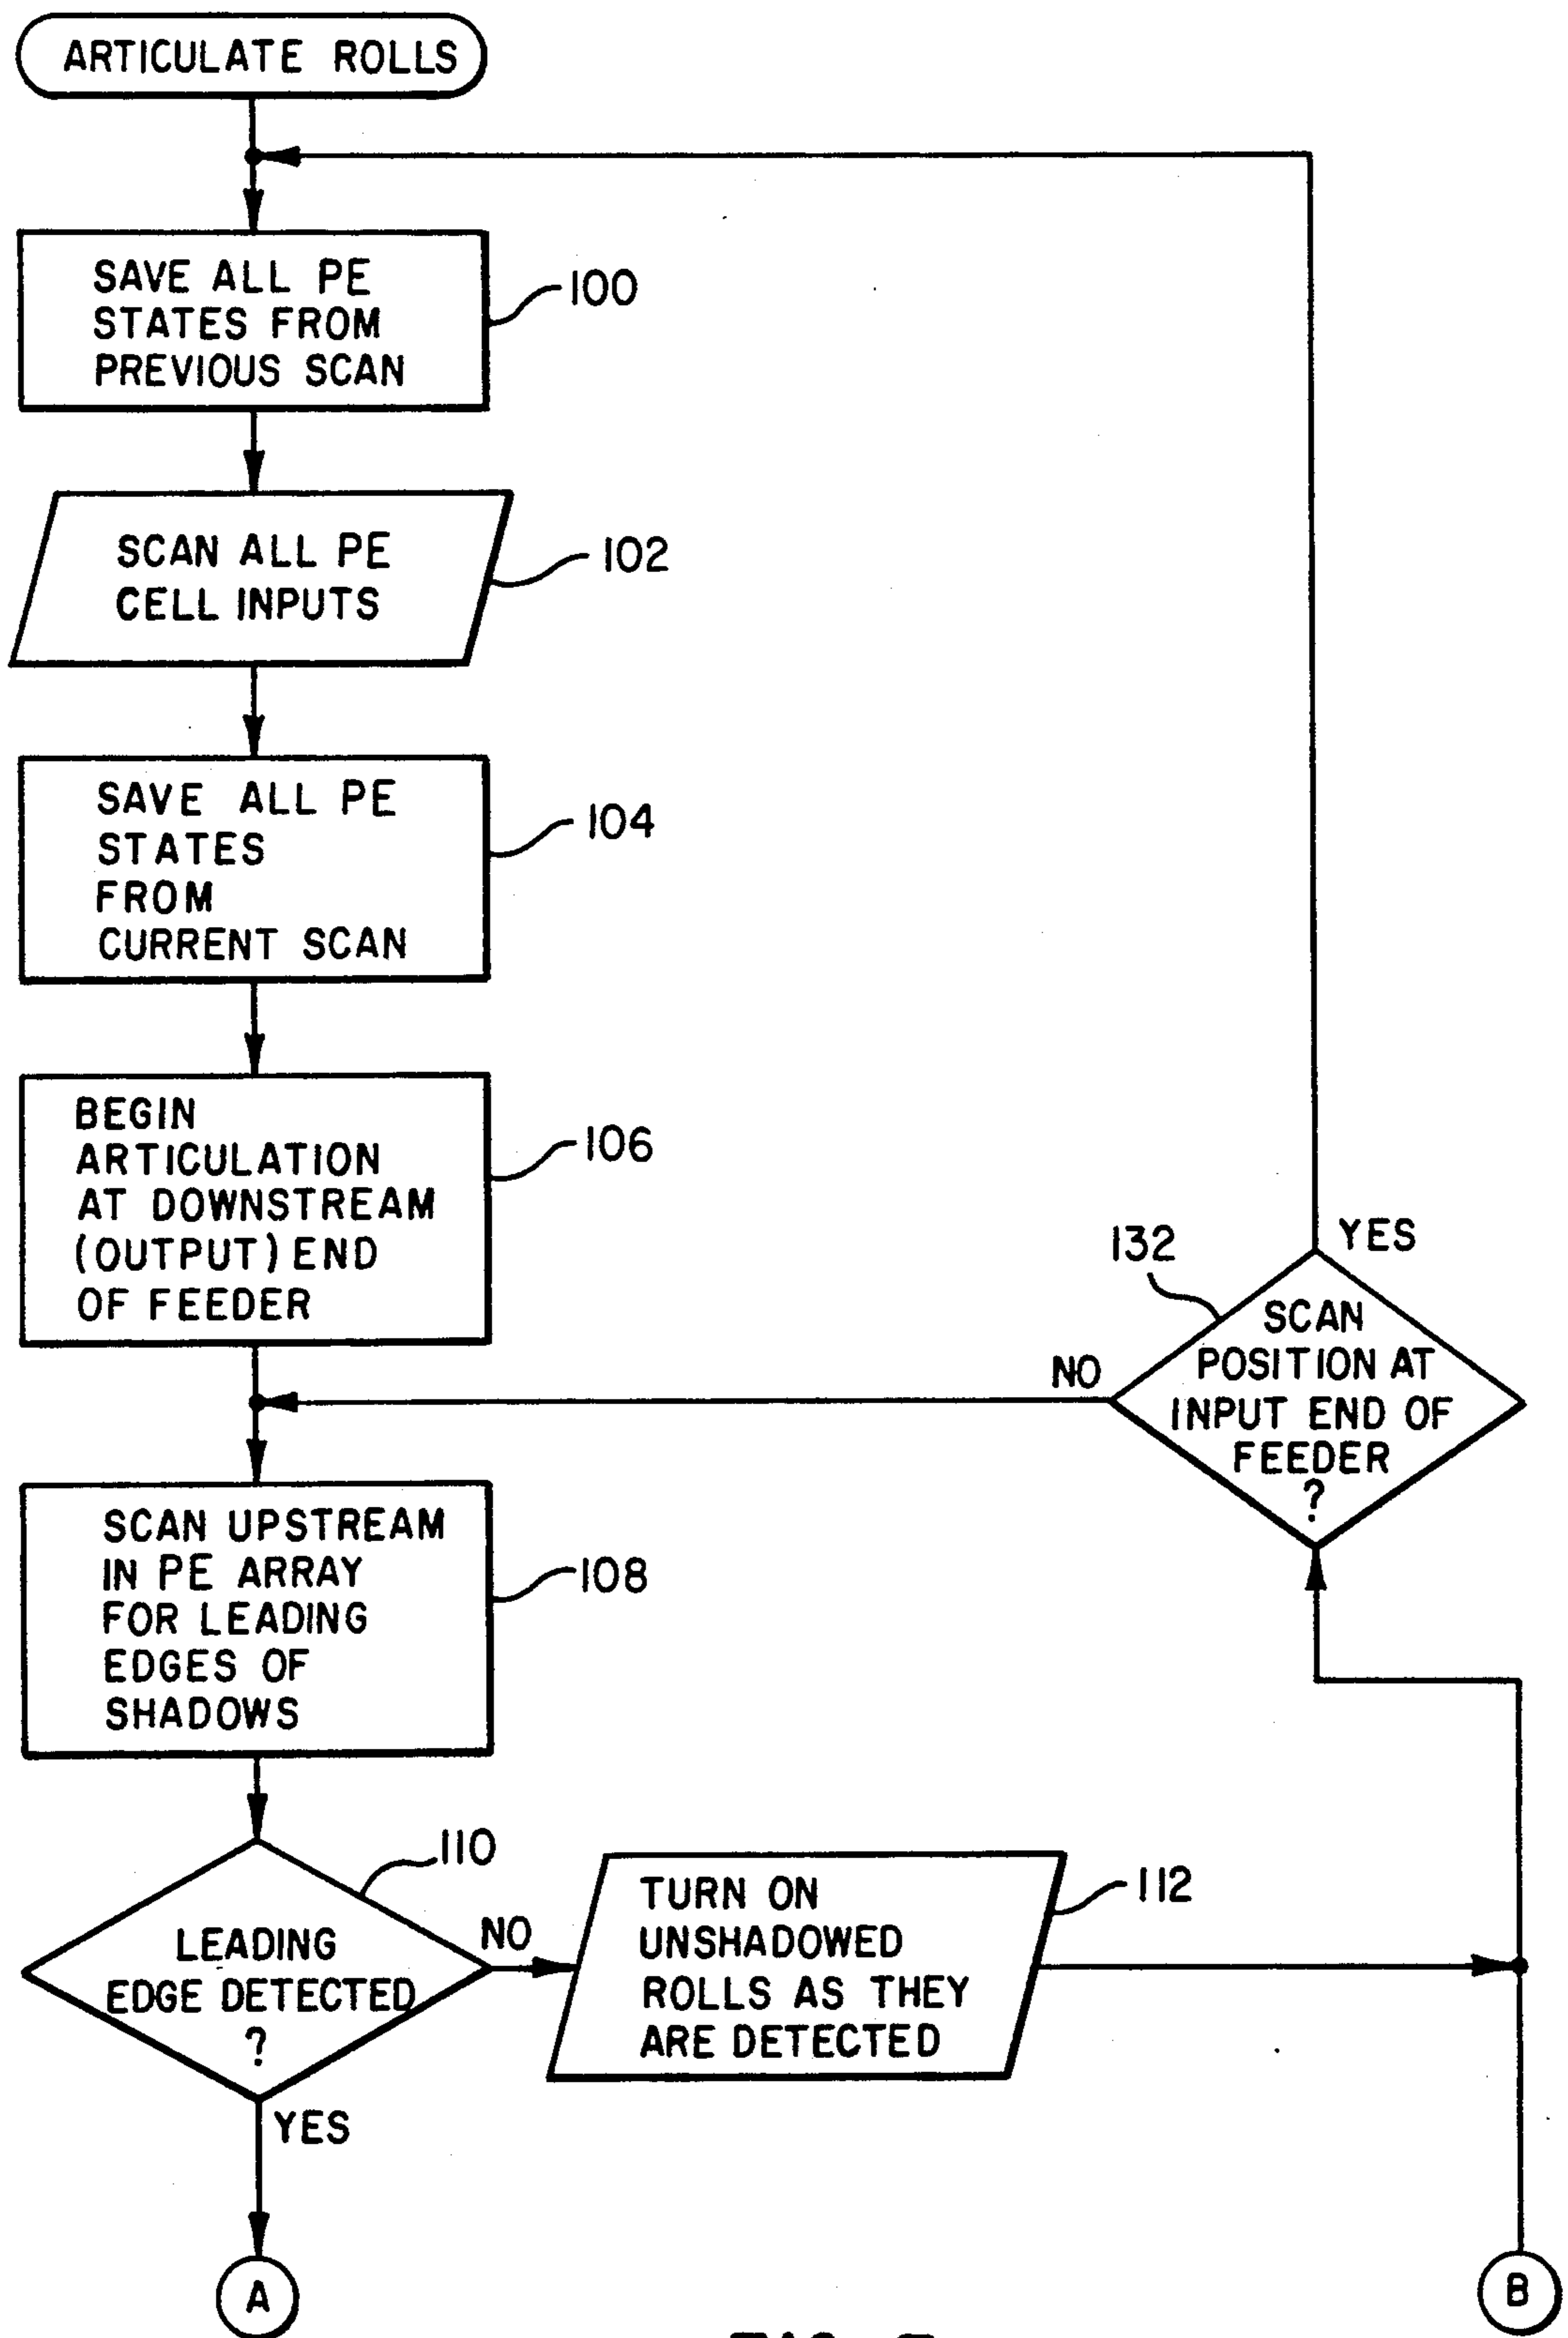 ARTICULATE ROLLS
SAVE ALL PE
STATES FROM
PREVIOUS SCAN
100
SCAN ALL PE
CELL INPUTS
102
SAVE ALL PE
STATES
FROM
CURRENT SCAN
104
BEGIN
ARTICULATION
AT DOWNSTREAM
(OUTPUT) END
OF FEEDER
106
132
YES
SCAN
POSITION AT
INPUT END OF
FEEDER
?
NO
SCAN UPSTREAM
IN PE ARRAY
FOR LEADING
EDGES OF
SHADOWS
108
110
LEADING
EDGE DETECTED
?
NO
YES
TURN ON
UNSHADOWED
ROLLS AS THEY
ARE DETECTED
112
A
B